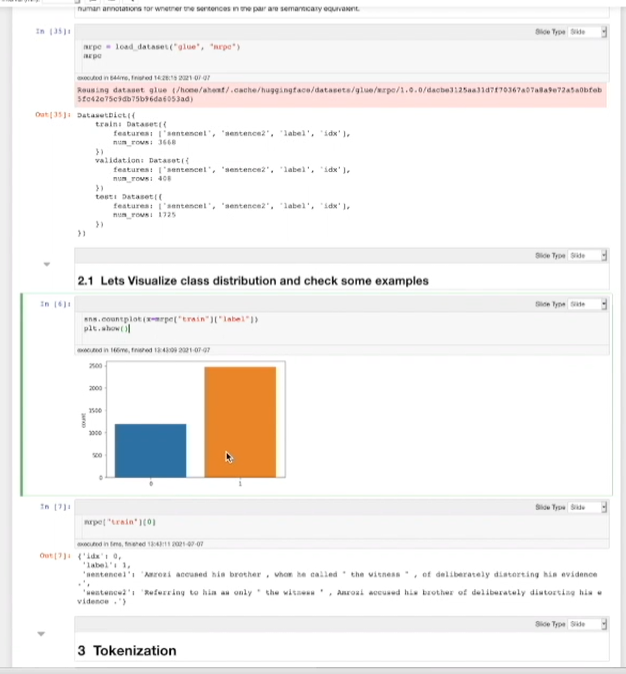 human annotations for whether the sentences in the pair are semantically equivalent.
In [35]:
Slide Type Slide
mrpc = load_dataset("glue", "mrpc")
mrpc
executed in 644ms, finished 14:28:13 2021-07-07
Reusing dataset glue (/home/ahemf/.cache/huggingface/datasets/glue/mrpc/1.0.0/
Out[35]: DatasetDict({
train: Dataset({
features: ['sentence1', 'sentence2', 'label', 'idx'],
num_rows: 3668
})
validation: Dataset({
features: ['sentence1', 'sentence2', 'label', 'idx'],
num_rows: 408
})
test: Dataset({
features: ['sentence1', 'sentence2', 'label', 'idx'],
num_rows: 1725
})
})
Slide Type Slide
2.1 Lets Visualize class distribution and check some examples
In [6]:
Slide Type Slide
sns.countplot(x=mrpc["train"]["label"])
plt.show()
executed in 166ms, finished 13:43:09 2021-07-07
2500
2000
1500
1000
500
0
count
0 1
In [7]:
Slide Type Slide
mrpc["train"][0]
executed in 5ms, finished 13:43:11 2021-07-07
Out[7]: {'idx': 0,
'label': 1,
'sentence1': 'Amrozi accused his brother , whom he called " the witness " , of deliberately distorting his evidence
.',
'sentence2': 'Referring to him as only " the witness " , Amrozi accused his brother of deliberately distorting his e
vidence .'}
Slide Type Slide
3 Tokenization